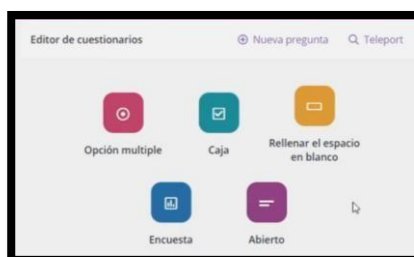 Editor de cuestionarios
Nueva pregunta
Teleport
Opción multiple
Caja
Rellenar el espacio
en blanco
Encuesta
Abierto